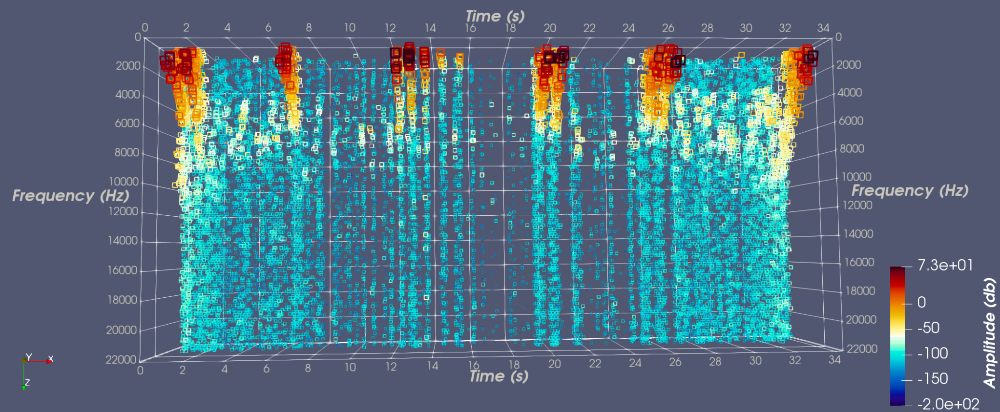 Time (s)
0 2 4 6 8 10 12 14 16 18 20 22 24 26 28 30 32 34
0 0
2000 2000
4000 4000
6000 6000
8000 8000
10000 10000
Frequency (Hz) Frequency (Hz)
12000 12000
14000 14000
16000 16000
18000 18000
20000 20000
22000 22000
0 2 4 6 8 10 12 14 16 18 20 22 24 26 28 30 32 34
Time (s)
7.3e+01
0
-50
-100
-150
-2.0e+02
Amplitude (db)
Y X
Z